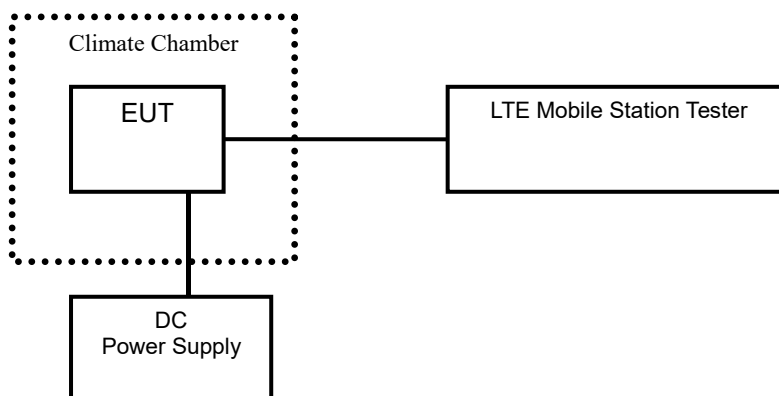 Climate Chamber
EUT
LTE Mobile Station Tester
DC
Power Supply